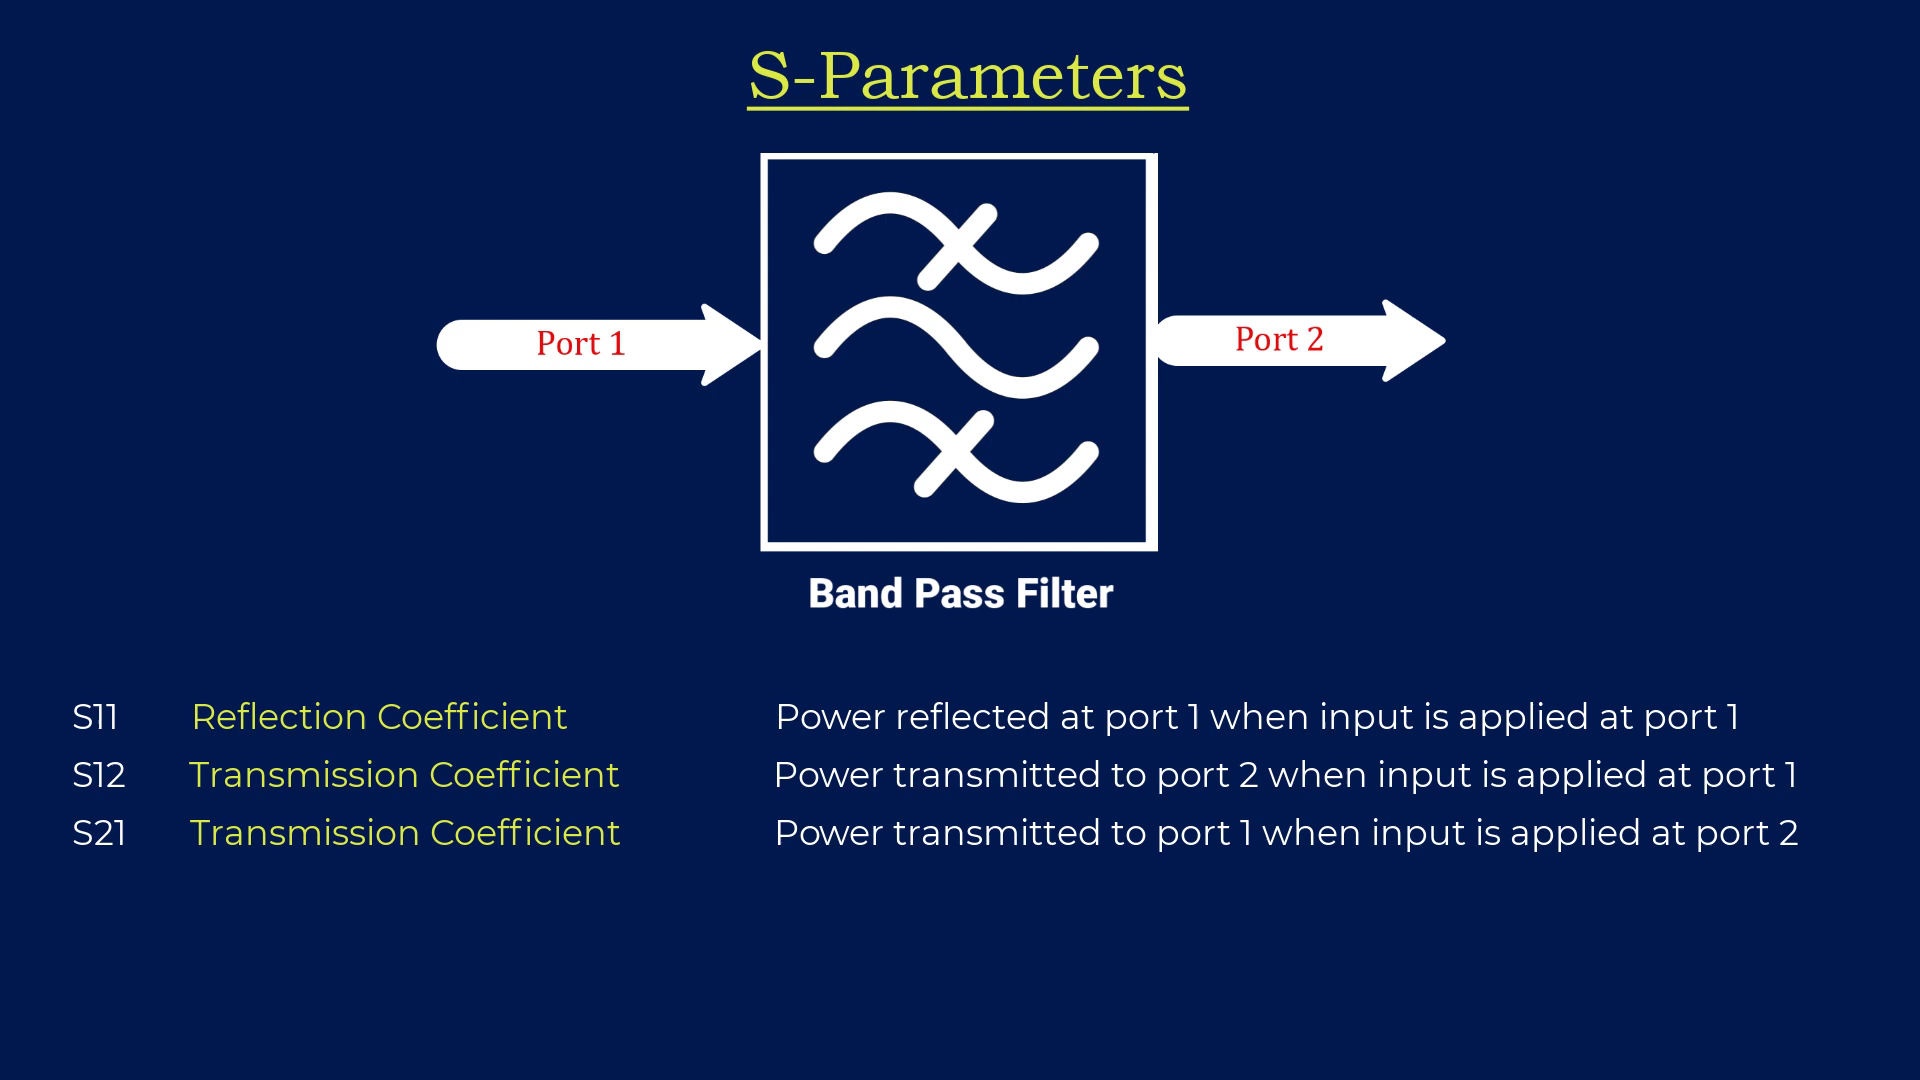 S-Parameters
Port 1
Port 2
Band Pass Filter
S11 Reflection Coefficient Power reflected at port 1 when input is applied at port 1
S12 Transmission Coefficient Power transmitted to port 2 when input is applied at port 1
S21 Transmission Coefficient Power transmitted to port 1 when input is applied at port 2